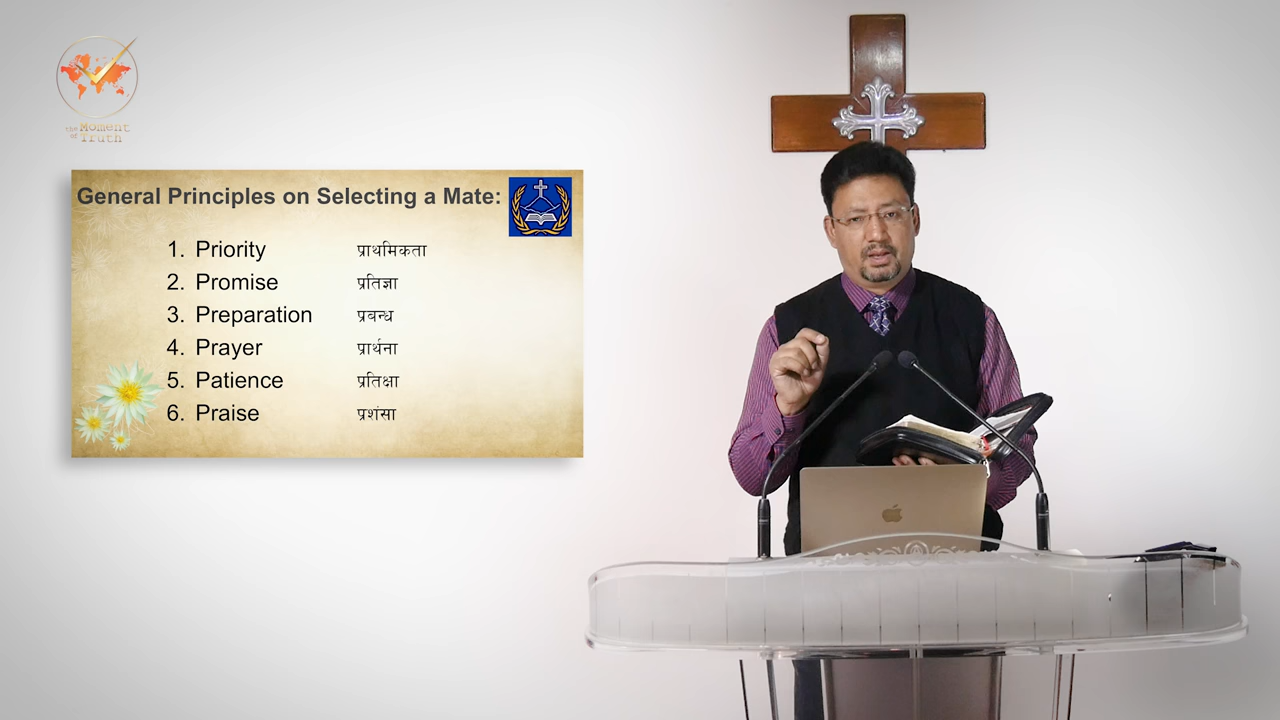 The Moment
of Truth
General Principles on Selecting a Mate:
1. Priority प्राथमिकता
2. Promise प्रतिज्ञा
3. Preparation प्रबन्ध
4. Prayer प्रार्थना
5. Patience प्रतिक्षा
6. Praise प्रशंसा